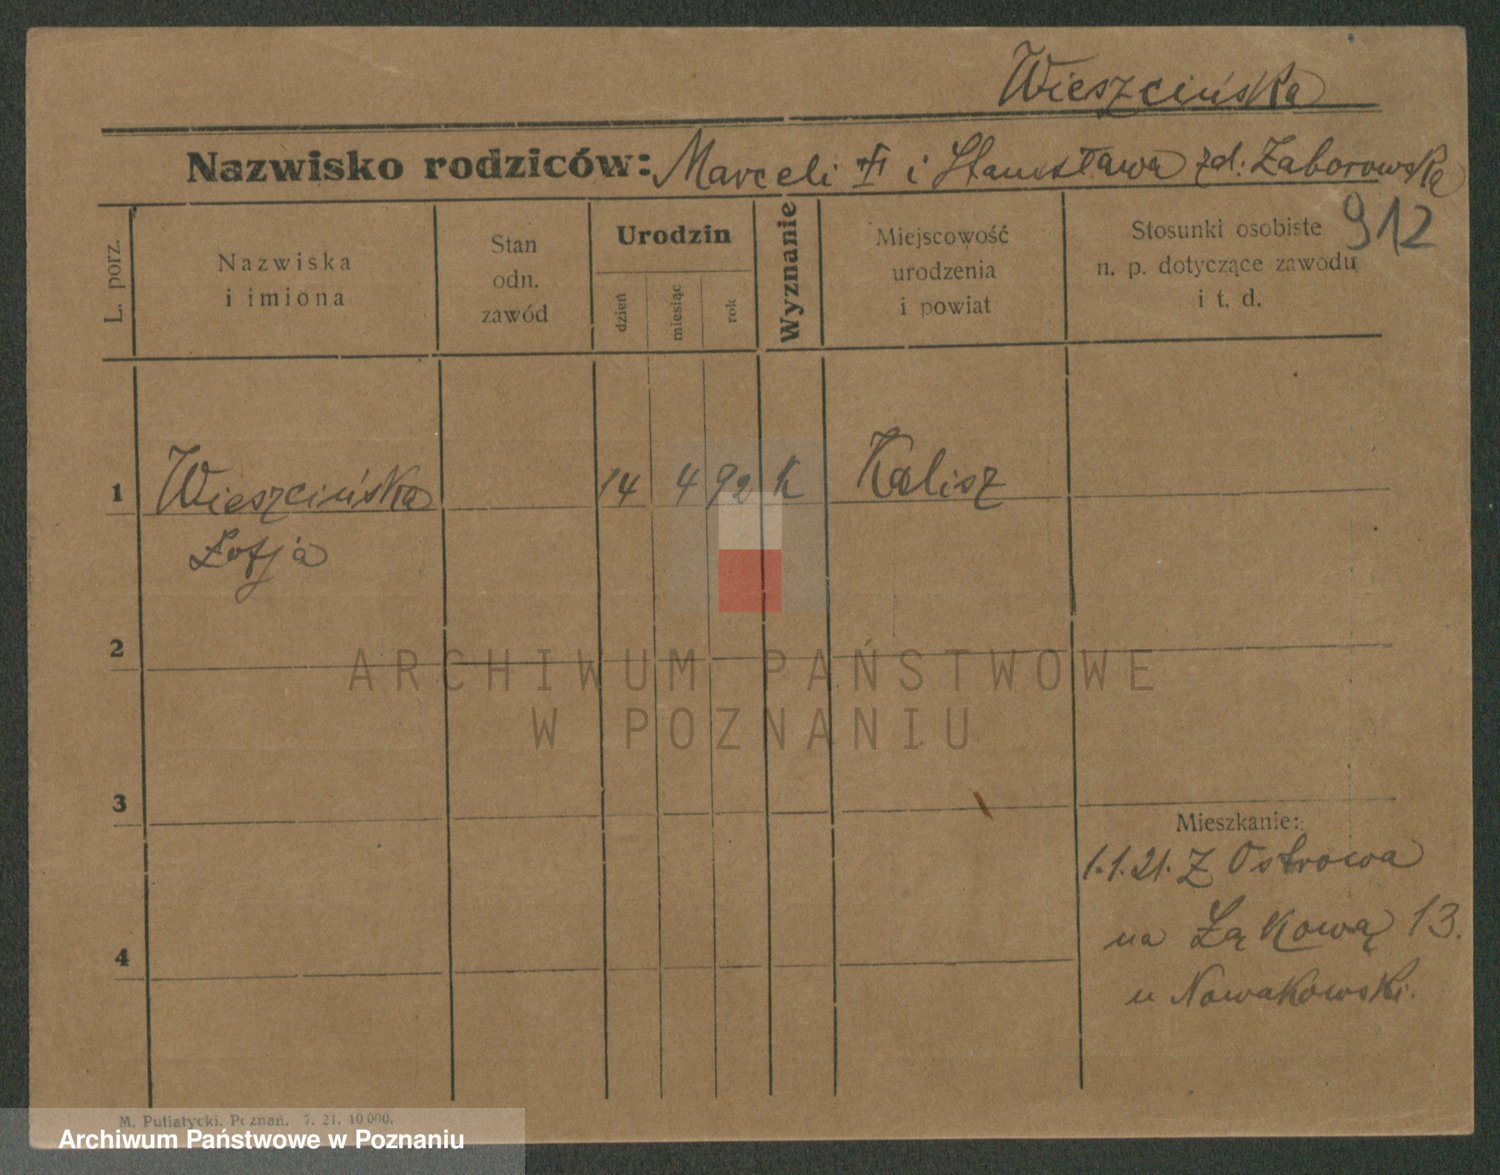 Wieszcińska
Nazwisko rodziców: Marceli i Stanisława zd: Zaborowska
912
L. porz.
Nazwiska
i imiona
Stan
odn.
zawód
Urodzin
dzień
miesiąc
rok
Wyznanie
Miejscowość
urodzenia
i powiat
Stosunki osobiste
n. p. dotyczące zawodu
i t. d.
1 Wieszcińska 14 4 92 k Kalisz
Zofja
2
ARCHIWUM PAŃSTWOWE
W POZNANIU
3
Mieszkanie:
1.1.21. Z Ostrowa
na Łąkową 13.
4
u Nowakowski.
M. Putiatycki, Poznań. 7. 21. 10.000.
Archiwum Państwowe w Poznaniu